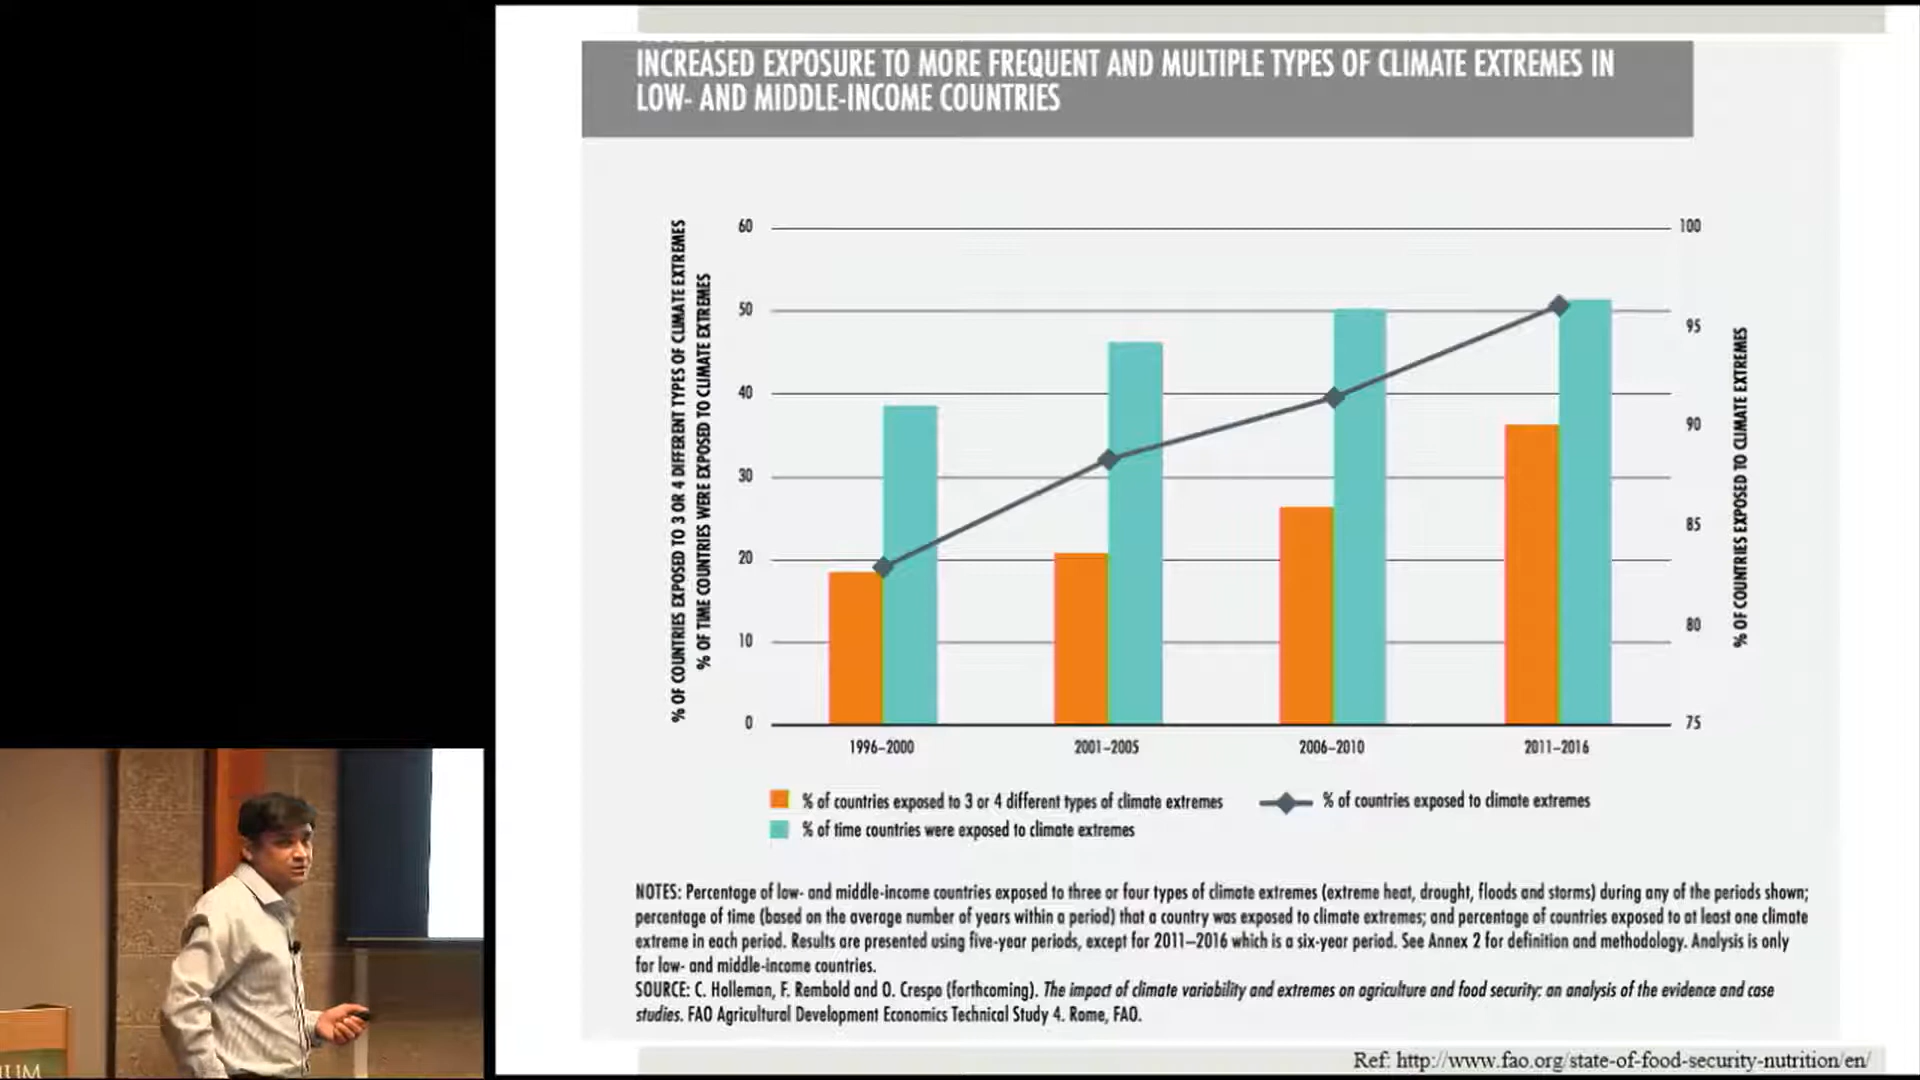 INCREASED EXPOSURE TO MORE FREQUENT AND MULTIPLE TYPES OF CLIMATE EXTREMES IN
LOW- AND MIDDLE-INCOME COUNTRIES
% OF COUNTRIES EXPOSED TO 3 OR 4 DIFFERENT TYPES OF CLIMATE EXTREMES
% OF TIME COUNTRIES WERE EXPOSED TO CLIMATE EXTREMES
60
50
40
30
20
10
0
100
95
90
85
80
75
% OF COUNTRIES EXPOSED TO CLIMATE EXTREMES
1996–2000
2001–2005
2006–2010
2011–2016
% of countries exposed to 3 or 4 different types of climate extremes
% of countries exposed to climate extremes
% of time countries were exposed to climate extremes
NOTES: Percentage of low- and middle-income countries exposed to three or four types of climate extremes (extreme heat, drought, floods and storms) during any of the periods shown;
percentage of time (based on the average number of years within a period) that a country was exposed to climate extremes; and percentage of countries exposed to at least one climate
extreme in each period. Results are presented using five-year periods, except for 2011–2016 which is a six-year period. See Annex 2 for definition and methodology. Analysis is only
for low- and middle-income countries.
SOURCE: C. Holleman, F. Rembold and O. Crespo (forthcoming). The impact of climate variability and extremes on agriculture and food security: an analysis of the evidence and case
studies. FAO Agricultural Development Economics Technical Study 4. Rome, FAO.
Ref: http://www.fao.org/state-of-food-security-nutrition/en/
IUM